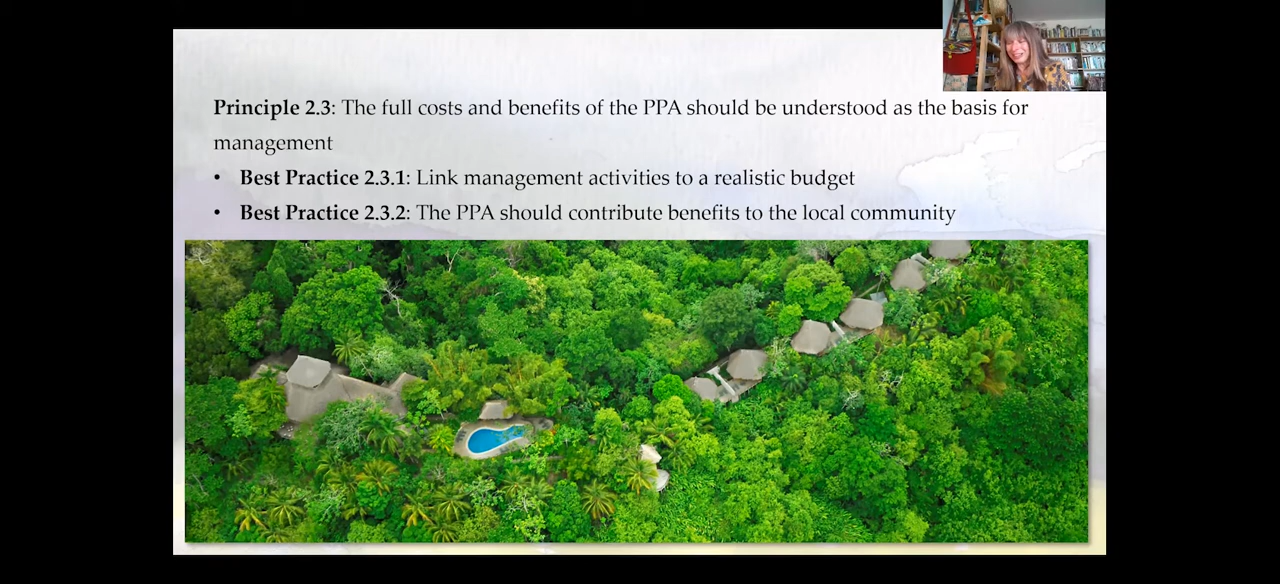 Principle 2.3: The full costs and benefits of the PPA should be understood as the basis for
management
• Best Practice 2.3.1: Link management activities to a realistic budget
• Best Practice 2.3.2: The PPA should contribute benefits to the local community